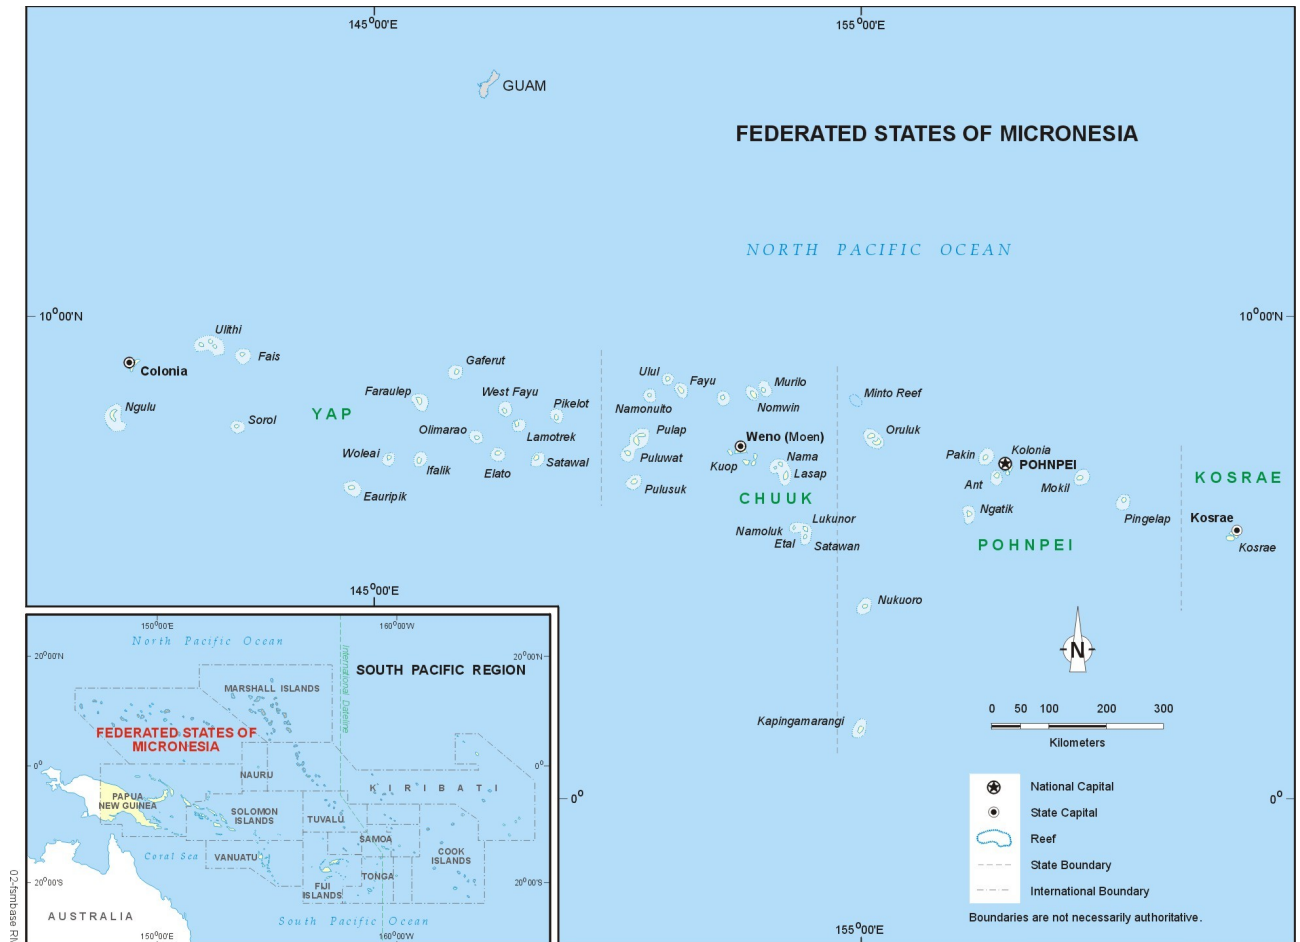 145°00'E
155°00'E
GUAM
FEDERATED STATES OF MICRONESIA
NORTH PACIFIC OCEAN
10°00'N
10°00'N
Ulithi
Fais
Colonia
Ngulu
Sorol
YAP
Gaferut
Faraulep
West Fayu
Pikelot
Olimarao
Lamotrek
Woleai
Ifalik
Elato
Satawal
Eauripik
Ulul
Fayu
Murilo
Namonuito
Nomwin
Pulap
Weno (Moen)
Puluwat
Kuop
Nama
Lasap
Pulusuk
CHUUK
Namoluk
Lukunor
Etal
Satawan
Minto Reef
Oruluk
Pakin
Kolonia
POHNPEI
Ant
Mokil
Ngatik
Pingelap
POHNPEI
KOSRAE
Kosrae
Kosrae
Nukuoro
Kapingamarangi
145°00'E
N
0 50 100 200 300
Kilometers
0°
0°
National Capital
State Capital
Reef
State Boundary
International Boundary
Boundaries are not necessarily authoritative.
155°00'E
150°00'E
160°00'W
North Pacific Ocean
20°00'N
20°00'N
SOUTH PACIFIC REGION
International Dateline
MARSHALL ISLANDS
FEDERATED STATES OF
MICRONESIA
0°
0°
NAURU
KIRIBATI
PAPUA
NEW GUINEA
SOLOMON
ISLANDS
TUVALU
SAMOA
COOK
ISLANDS
Coral Sea
VANUATU
TONGA
FIJI
ISLANDS
20°00'S
20°00'S
AUSTRALIA
South Pacific Ocean
150°00'E
160°00'W
02-fsmbase